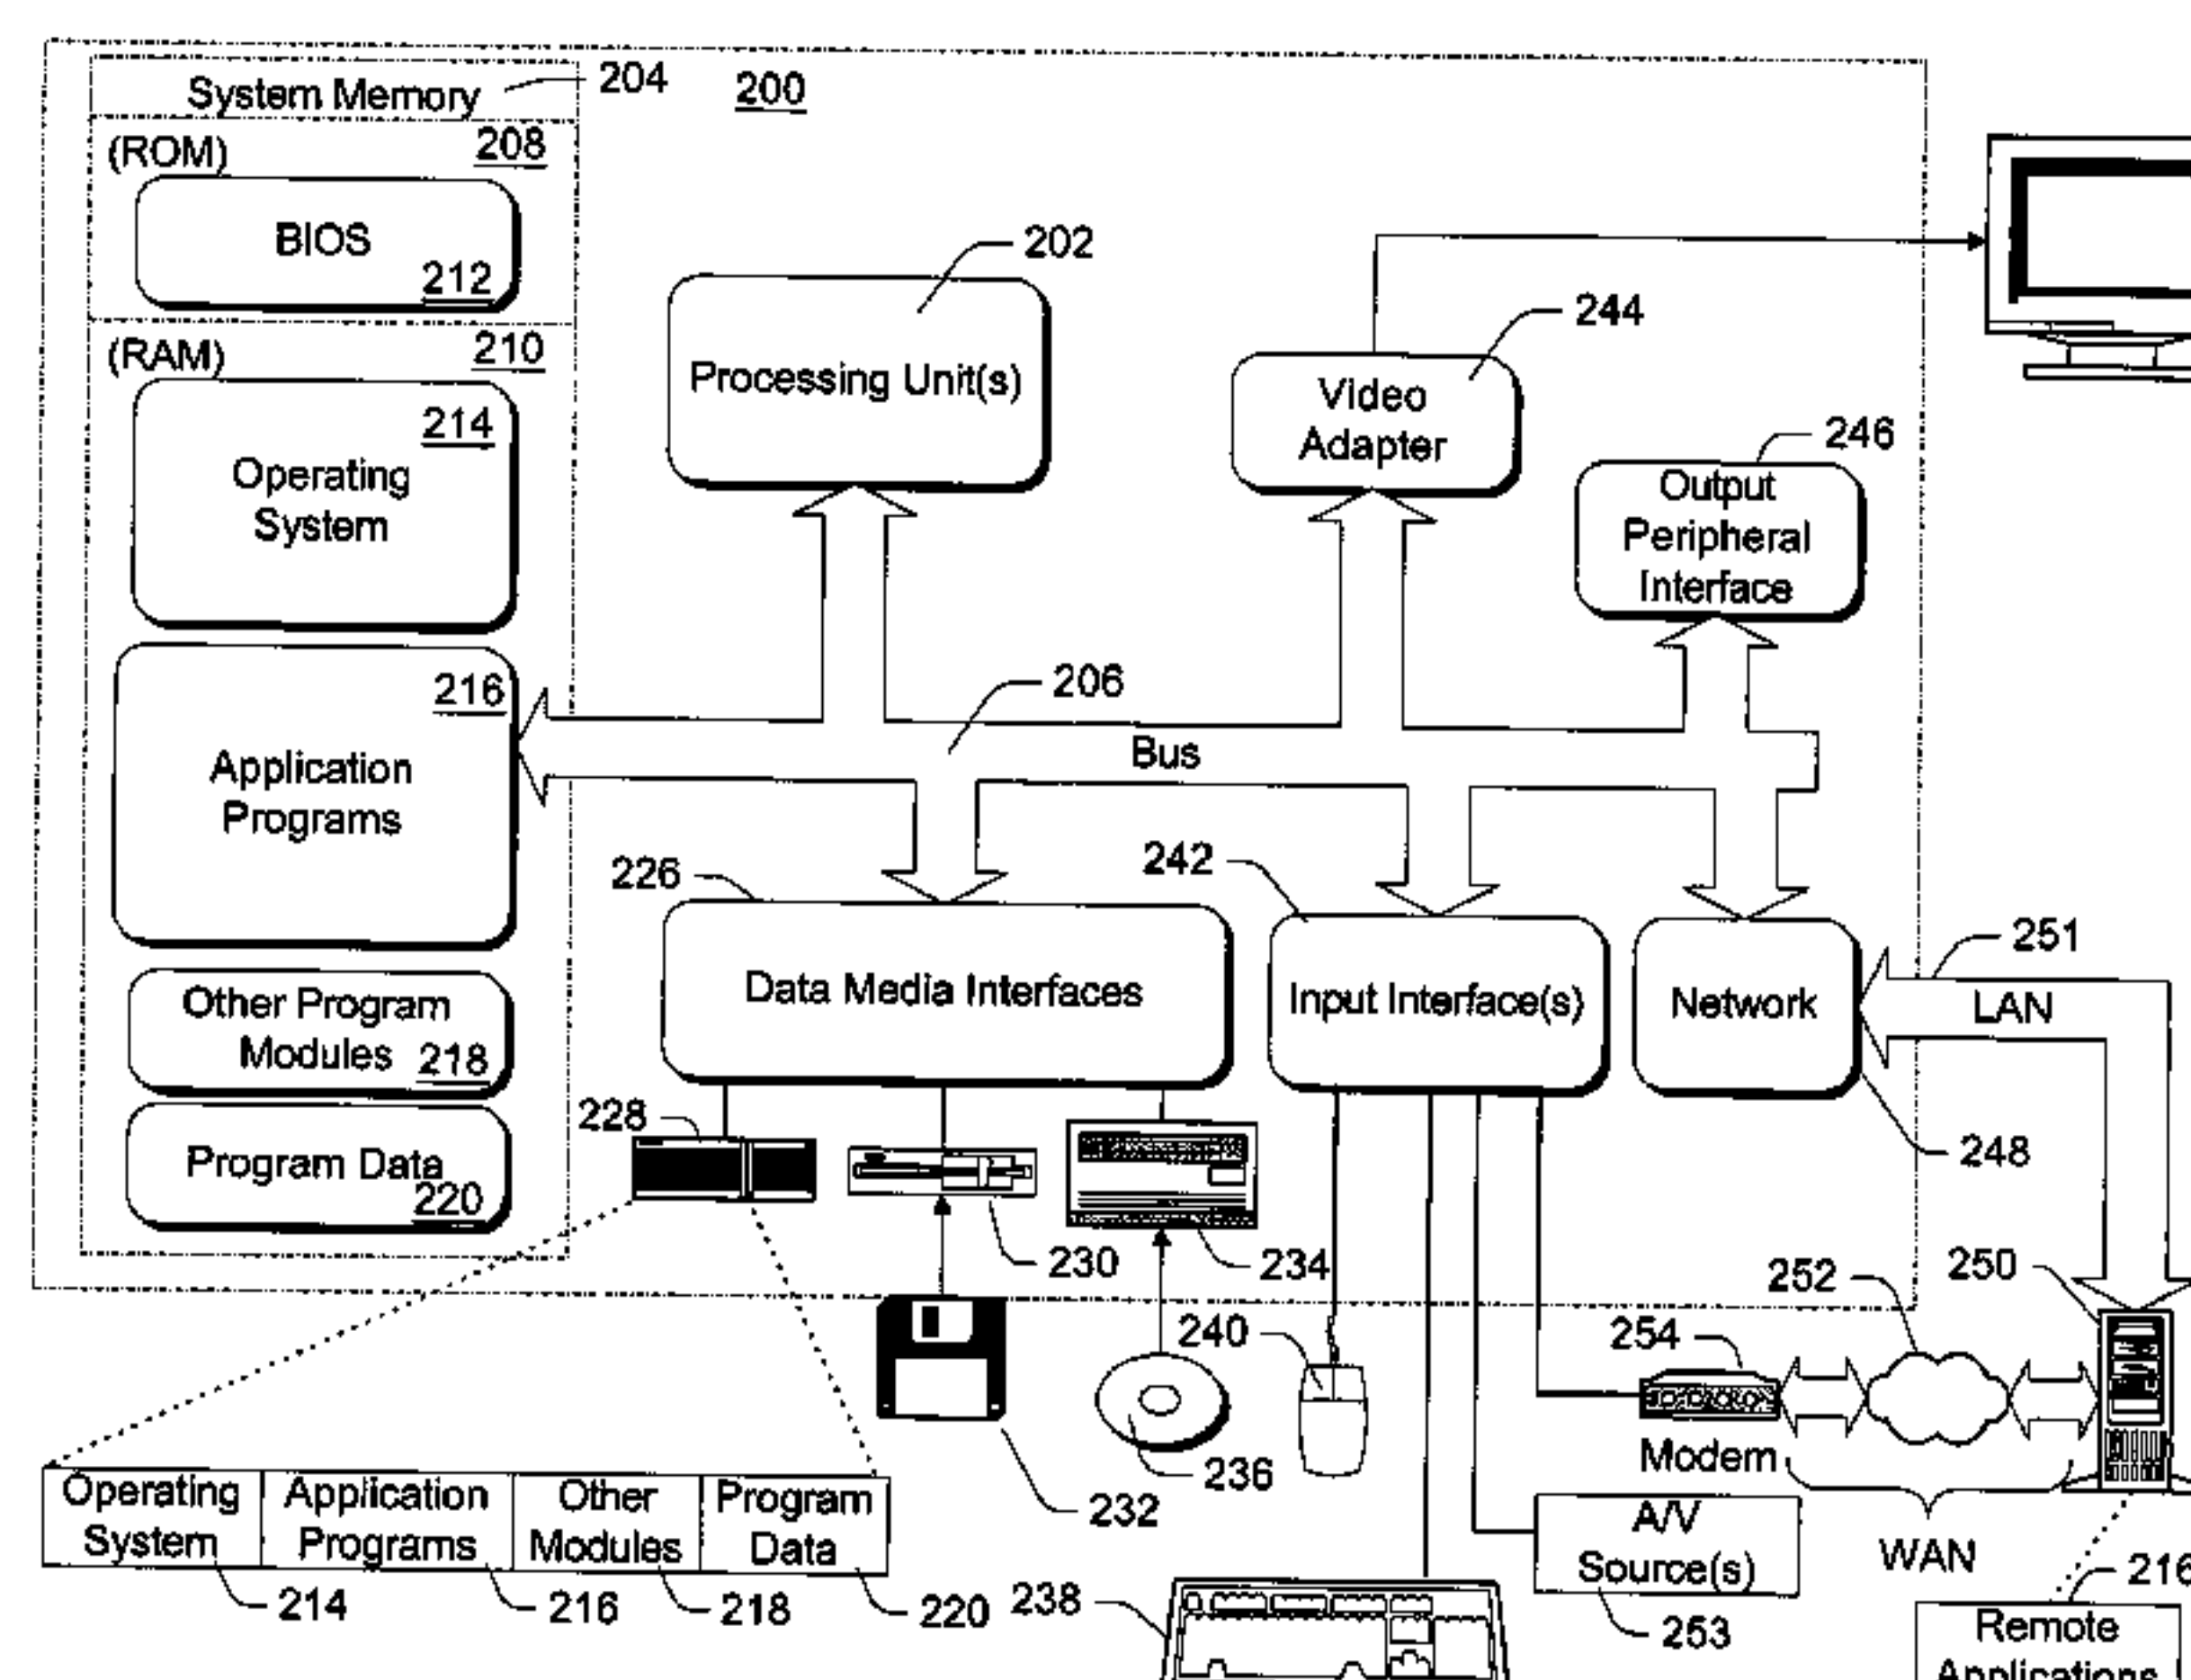 System Memory
204
200
(ROM)
208
BIOS
212
(RAM)
210
214
Operating
System
216
Application
Programs
Other Program
Modules 218
Program Data
220
202
Processing Unit(s)
244
Video
Adapter
246
Output
Peripheral
Interface
206
Bus
226
Data Media Interfaces
242
Input Interface(s)
Network
251
LAN
248
228
230
234
232
236
240
252
250
254
Modem
WAN
A/V
Source(s)
253
238
Operating
System
214
Application
Programs
216
Other
Modules
218
Program
Data
220
216
Remote
Applications